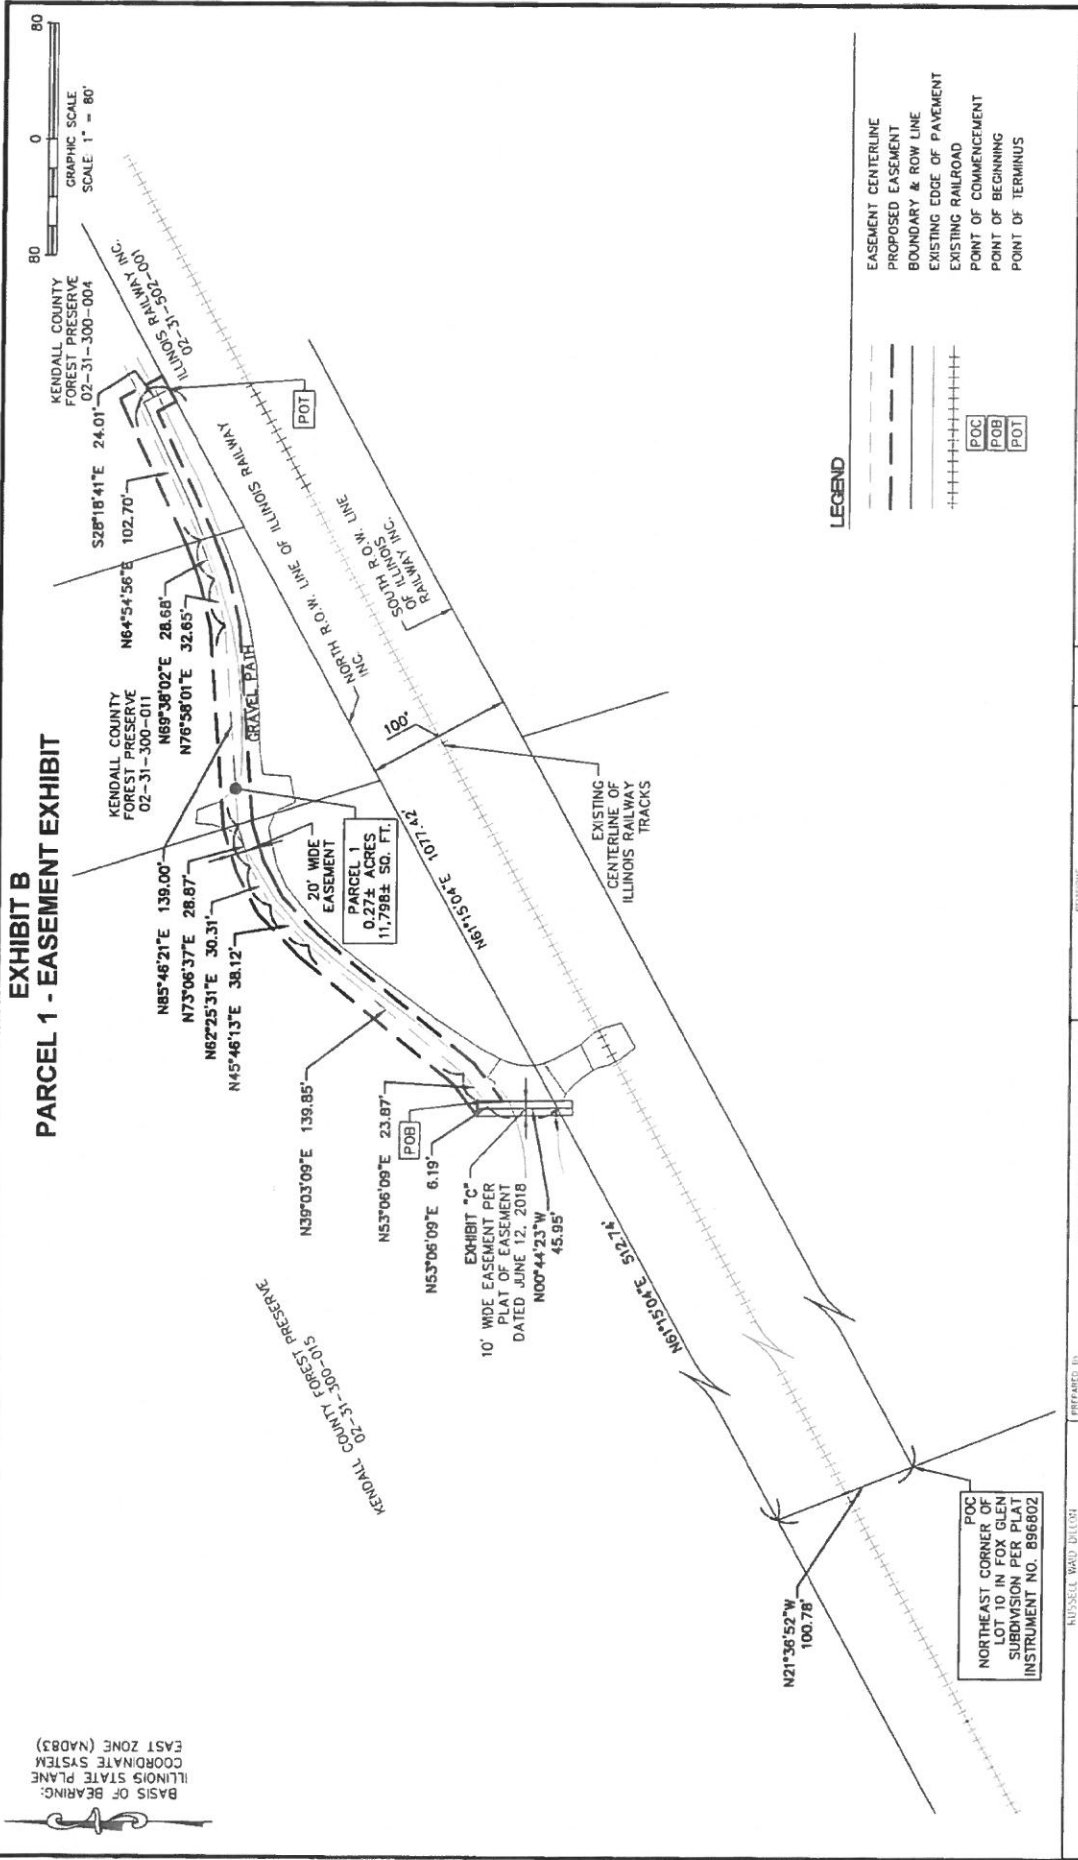 EXHIBIT B
PARCEL 1 - EASEMENT EXHIBIT
BASIS OF BEARING:
ILLINOIS STATE PLANE
COORDINATE SYSTEM
EAST ZONE (NAD83)
80
0
80
GRAPHIC SCALE
SCALE: 1" = 80'
KENDALL COUNTY
FOREST PRESERVE
02-31-300-004
S28°18'41"E 24.01'
N64°54'56"E 102.70'
KENDALL COUNTY
FOREST PRESERVE
02-31-300-011
N69°38'02"E 28.68'
N76°58'01"E 32.65'
ILLINOIS RAILWAY INC.
02-31-502-001
POT
GRAVEL PATH
N85°46'21"E 139.00'
N73°06'37"E 28.87'
N62°25'31"E 30.31'
N45°46'13"E 38.12'
20' WIDE
EASEMENT
PARCEL 1
0.27± ACRES
11,798± SQ. FT.
NORTH R.O.W. LINE OF ILLINOIS RAILWAY
INC.
SOUTH R.O.W. LINE
OF ILLINOIS
RAILWAY INC.
100'
N61°15'04"E 1077.42'
EXISTING
CENTERLINE OF
ILLINOIS RAILWAY
TRACKS
N39°03'09"E 139.85'
N53°06'09"E 23.87'
POB
N53°06'09"E 6.19'
EXHIBIT "C"
10' WIDE EASEMENT PER
PLAT OF EASEMENT
DATED JUNE 12, 2018
N00°44'23"W
45.95'
KENDALL COUNTY FOREST PRESERVE
02-31-300-015
N61°15'04"E 512.74'
N21°36'52"W
100.78'
POC
NORTHEAST CORNER OF
LOT 10 IN FOX GLEN
SUBDIVISION PER PLAT
INSTRUMENT NO. 896802
LEGEND
EASEMENT CENTERLINE
PROPOSED EASEMENT
BOUNDARY & ROW LINE
EXISTING EDGE OF PAVEMENT
EXISTING RAILROAD
POC POINT OF COMMENCEMENT
POB POINT OF BEGINNING
POT POINT OF TERMINUS
RUSSELL WAID DILLON
PREPARED BY